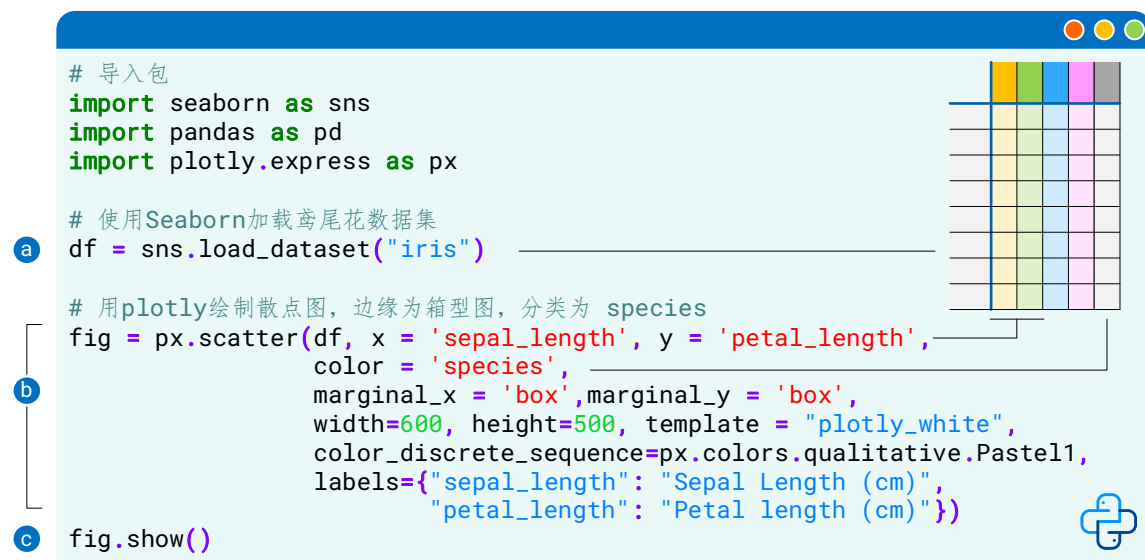 # 导入包
import seaborn as sns
import pandas as pd
import plotly.express as px
# 使用Seaborn加载鸢尾花数据集
a df = sns.load_dataset("iris")
# 用plotly绘制散点图，边缘为箱型图，分类为 species
fig = px.scatter(df, x = 'sepal_length', y = 'petal_length',
color = 'species',
b marginal_x = 'box',marginal_y = 'box',
width=600, height=500, template = "plotly_white",
color_discrete_sequence=px.colors.qualitative.Pastel1,
labels={"sepal_length": "Sepal Length (cm)",
"petal_length": "Petal length (cm)"})
c fig.show()